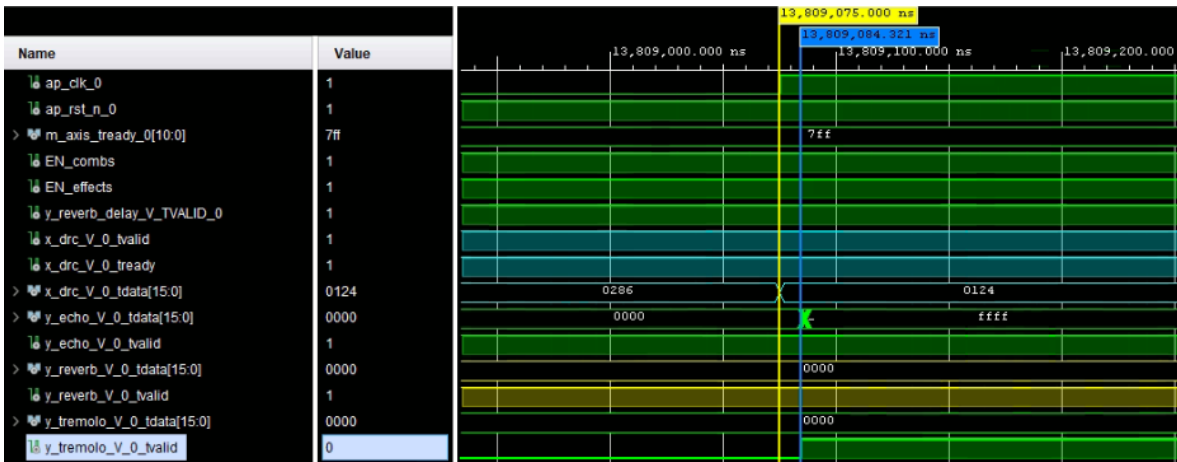 13,809,075.000 ns
13,809,084.321 ns
Name Value 13,809,000.000 ns 13,809,100.000 ns 13,809,200.000
ap_clk_0 1
ap_rst_n_0 1
m_axis_tready_0[10:0] 7ff 7ff
EN_combs 1
EN_effects 1
y_reverb_delay_V_TVALID_0 1
x_drc_V_0_tvalid 1
x_drc_V_0_tready 1
x_drc_V_0_tdata[15:0] 0124 0286 0124
y_echo_V_0_tdata[15:0] 0000 0000 ffff
y_echo_V_0_tvalid 1
y_reverb_V_0_tdata[15:0] 0000 0000
y_reverb_V_0_tvalid 1
y_tremolo_V_0_tdata[15:0] 0000 0000
y_tremolo_V_0_tvalid 0